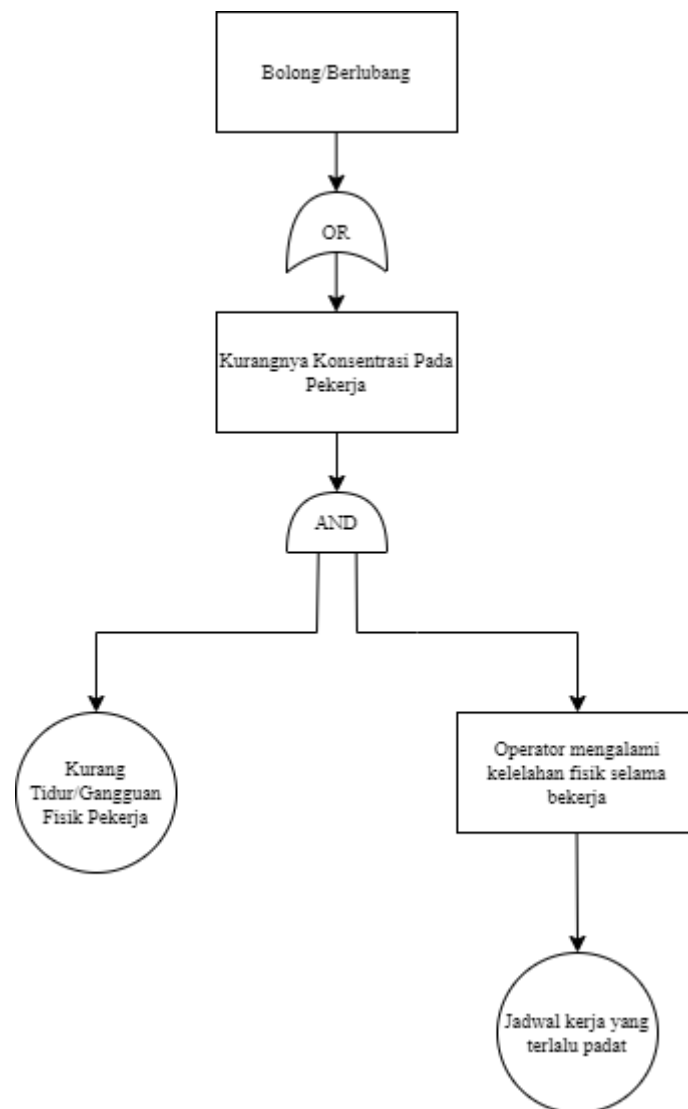 Bolong/Berlubang
OR
Kurangnya Konsentrasi Pada
Pekerja
AND
Kurang
Tidur/Gangguan
Fisik Pekerja
Operator mengalami
kelelahan fisik selama
bekerja
Jadwal kerja yang
terlalu padat